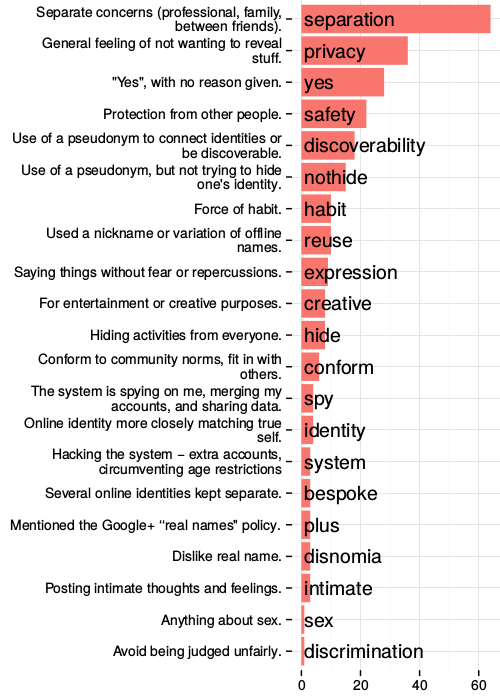 Separate concerns (professional, family,
between friends).
separation
General feeling of not wanting to reveal
stuff.
privacy
"Yes", with no reason given.
yes
Protection from other people.
safety
Use of a pseudonym to connect identities or
be discoverable.
discoverability
Use of a pseudonym, but not trying to hide
one's identity.
nothide
Force of habit.
habit
Used a nickname or variation of offline
names.
reuse
Saying things without fear or repercussions.
expression
For entertainment or creative purposes.
creative
Hiding activities from everyone.
hide
Conform to community norms, fit in with
others.
conform
The system is spying on me, merging my
accounts, and sharing data.
spy
Online identity more closely matching true
self.
identity
Hacking the system − extra accounts,
circumventing age restrictions
system
Several online identities kept separate.
bespoke
Mentioned the Google+ “real names" policy.
plus
Dislike real name.
disnomia
Posting intimate thoughts and feelings.
intimate
Anything about sex.
sex
Avoid being judged unfairly.
discrimination
0 20 40 60